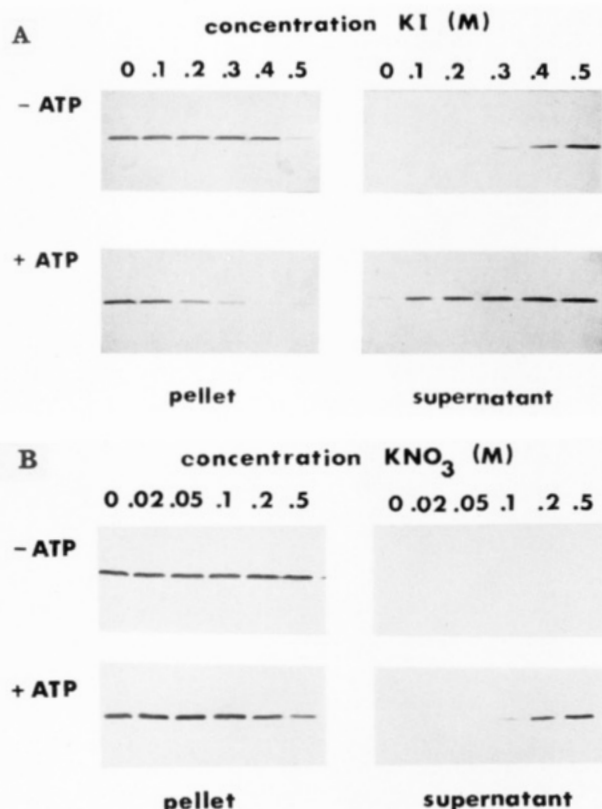 A
concentration KI (M)
0 .1 .2 .3 .4 .5 0 .1 .2 .3 .4 .5
- ATP
+ ATP
pellet supernatant
B
concentration KNO3 (M)
0 .02 .05 .1 .2 .5 0 .02 .05 .1 .2 .5
- ATP
+ ATP
pellet supernatant